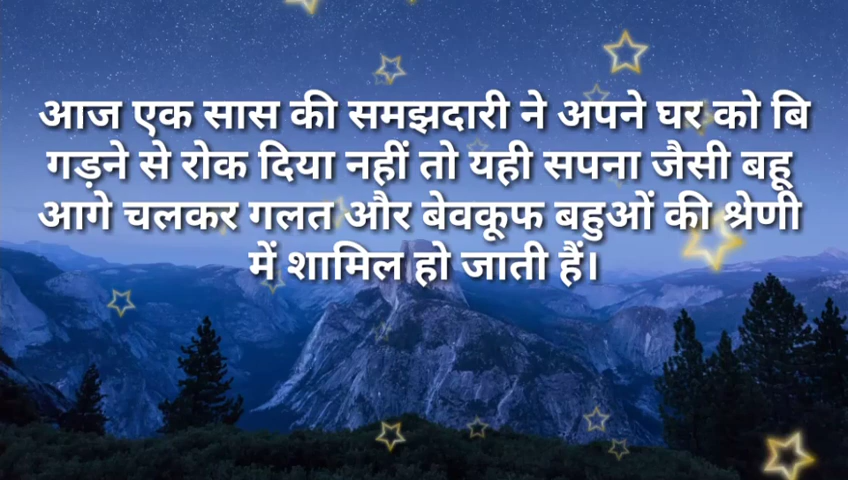 आज एक सास की समझदारी ने अपने घर को बि
गड़ने से रोक दिया नहीं तो यही सपना जैसी बहू
आगे चलकर गलत और बेवकूफ बहुओं की श्रेणी
में शामिल हो जाती हैं।